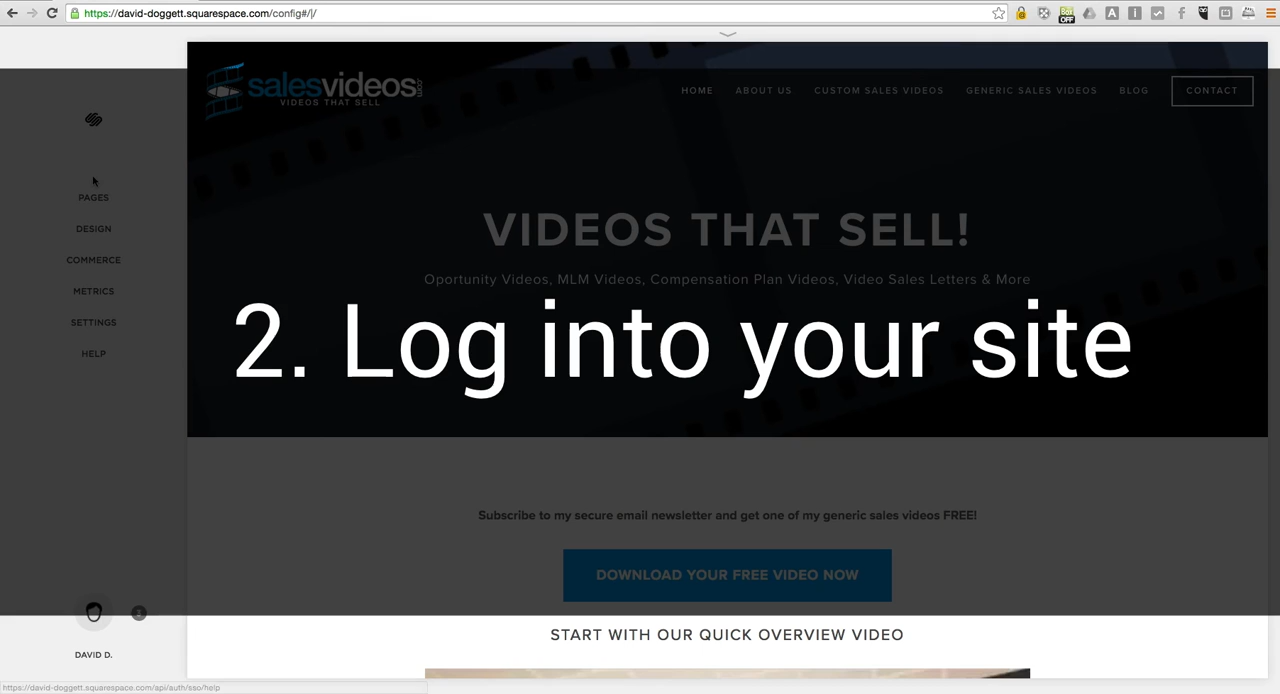 https://david-doggett.squarespace.com/config#/|/
Bot
OFF
salesvideos.com
VIDEOS THAT SELL
HOME ABOUT US CUSTOM SALES VIDEOS GENERIC SALES VIDEOS BLOG CONTACT
PAGES
DESIGN
COMMERCE
METRICS
SETTINGS
HELP
VIDEOS THAT SELL!
Oportunity Videos, MLM Videos, Compensation Plan Videos, Video Sales Letters & More
2. Log into your site
Subscribe to my secure email newsletter and get one of my generic sales videos FREE!
DOWNLOAD YOUR FREE VIDEO NOW
START WITH OUR QUICK OVERVIEW VIDEO
DAVID D.
https://david-doggett.squarespace.com/api/auth/sso/help